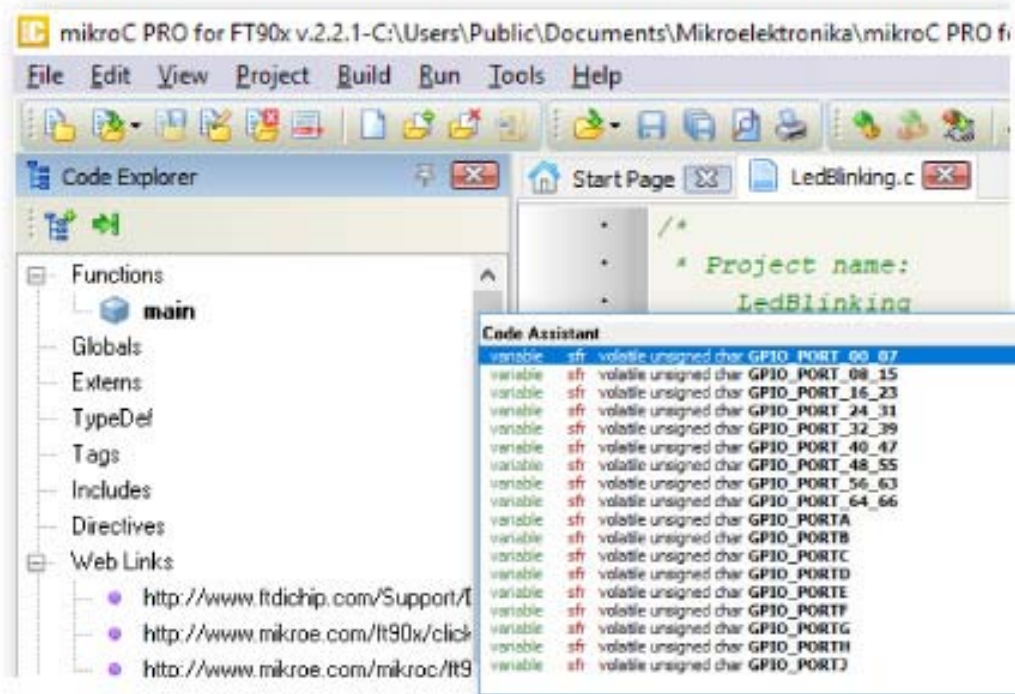 mikroC PRO for FT90x v.2.2.1-C:\Users\Public\Documents\Mikroelektronika\mikroC PRO f
File Edit View Project Build Run Tools Help
Code Explorer
Start Page
LedBlinking.c
/*
* Project name:
LedBlinking
Functions
main
Globals
Externs
TypeDef
Tags
Includes
Directives
Web Links
http://www.ftdichip.com/Support/D
http://www.mikroe.com/ft90x/click
http://www.mikroe.com/mikroc/ft9
Code Assistant
variable sfr volatile unsigned char GPIO_PORT_00_07
variable sfr volatile unsigned char GPIO_PORT_08_15
variable sfr volatile unsigned char GPIO_PORT_16_23
variable sfr volatile unsigned char GPIO_PORT_24_31
variable sfr volatile unsigned char GPIO_PORT_32_39
variable sfr volatile unsigned char GPIO_PORT_40_47
variable sfr volatile unsigned char GPIO_PORT_48_55
variable sfr volatile unsigned char GPIO_PORT_56_63
variable sfr volatile unsigned char GPIO_PORT_64_66
variable sfr volatile unsigned char GPIO_PORTA
variable sfr volatile unsigned char GPIO_PORTB
variable sfr volatile unsigned char GPIO_PORTC
variable sfr volatile unsigned char GPIO_PORTD
variable sfr volatile unsigned char GPIO_PORTE
variable sfr volatile unsigned char GPIO_PORTF
variable sfr volatile unsigned char GPIO_PORTG
variable sfr volatile unsigned char GPIO_PORTH
variable sfr volatile unsigned char GPIO_PORTJ